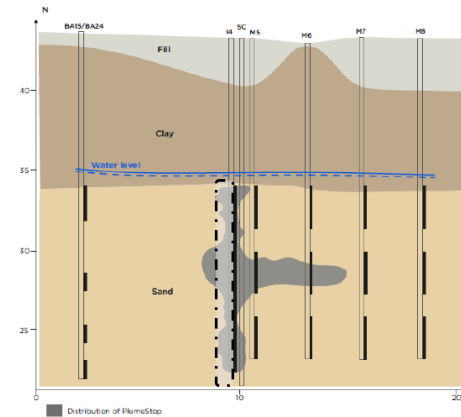 N
BA15/BA24
I4
SC
M5
M6
M7
M8
Fill
40
Clay
Water level
35
30
Sand
25
0
10
20
Distribution of PlumeStop